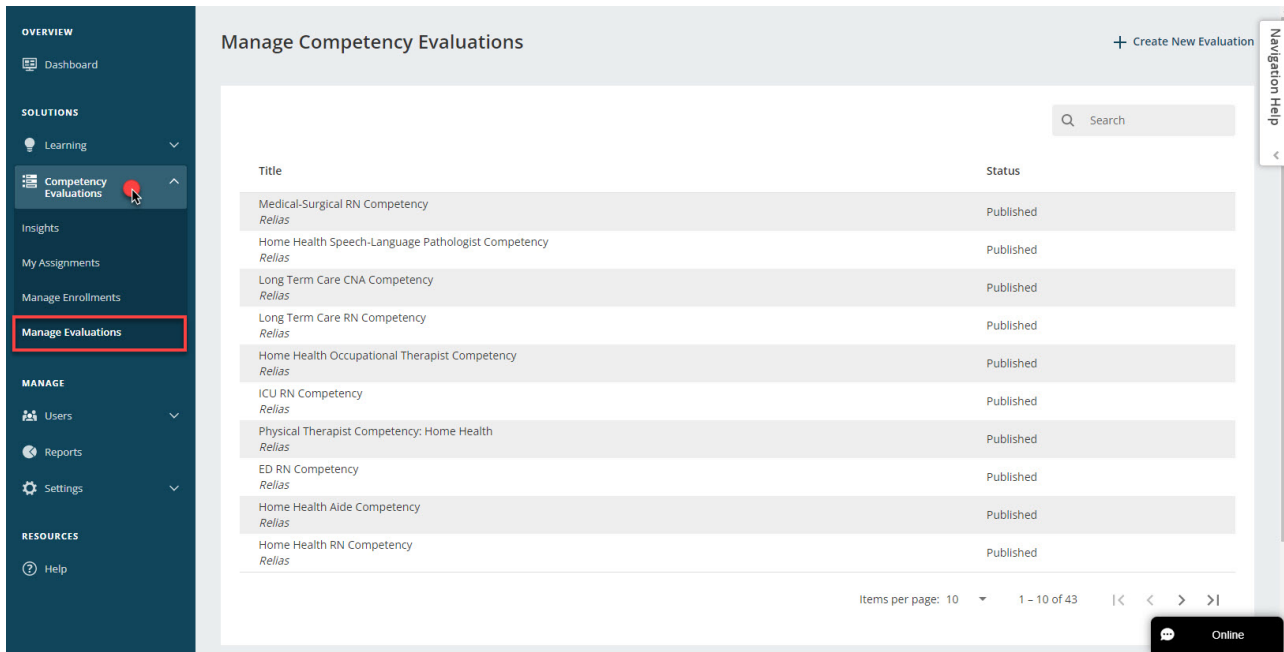 OVERVIEW
Dashboard
SOLUTIONS
Learning
Competency
Evaluations
Insights
My Assignments
Manage Enrollments
Manage Evaluations
MANAGE
Users
Reports
Settings
RESOURCES
Help
Manage Competency Evaluations
+ Create New Evaluation
Navigation Help
Search
Title Status
Medical-Surgical RN Competency
Relias
Published
Home Health Speech-Language Pathologist Competency
Relias
Published
Long Term Care CNA Competency
Relias
Published
Long Term Care RN Competency
Relias
Published
Home Health Occupational Therapist Competency
Relias
Published
ICU RN Competency
Relias
Published
Physical Therapist Competency: Home Health
Relias
Published
ED RN Competency
Relias
Published
Home Health Aide Competency
Relias
Published
Home Health RN Competency
Relias
Published
Items per page: 10 1 – 10 of 43
Online